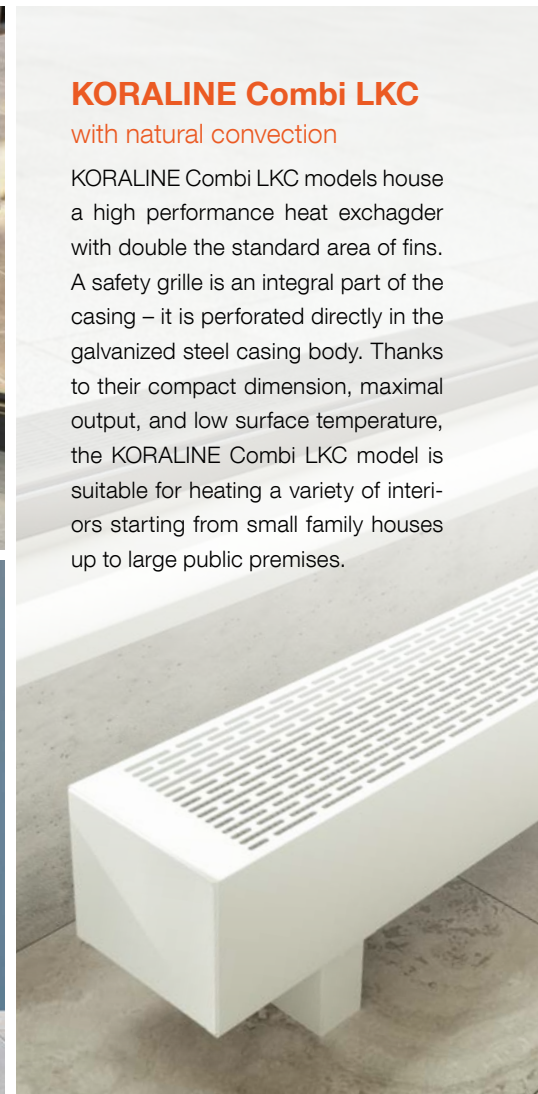 KORALINE Combi LKC
with natural convection
KORALINE Combi LKC models house
a high performance heat exchagder
with double the standard area of fins.
A safety grille is an integral part of the
casing – it is perforated directly in the
galvanized steel casing body. Thanks
to their compact dimension, maximal
output, and low surface temperature,
the KORALINE Combi LKC model is
suitable for heating a variety of interi-
ors starting from small family houses
up to large public premises.